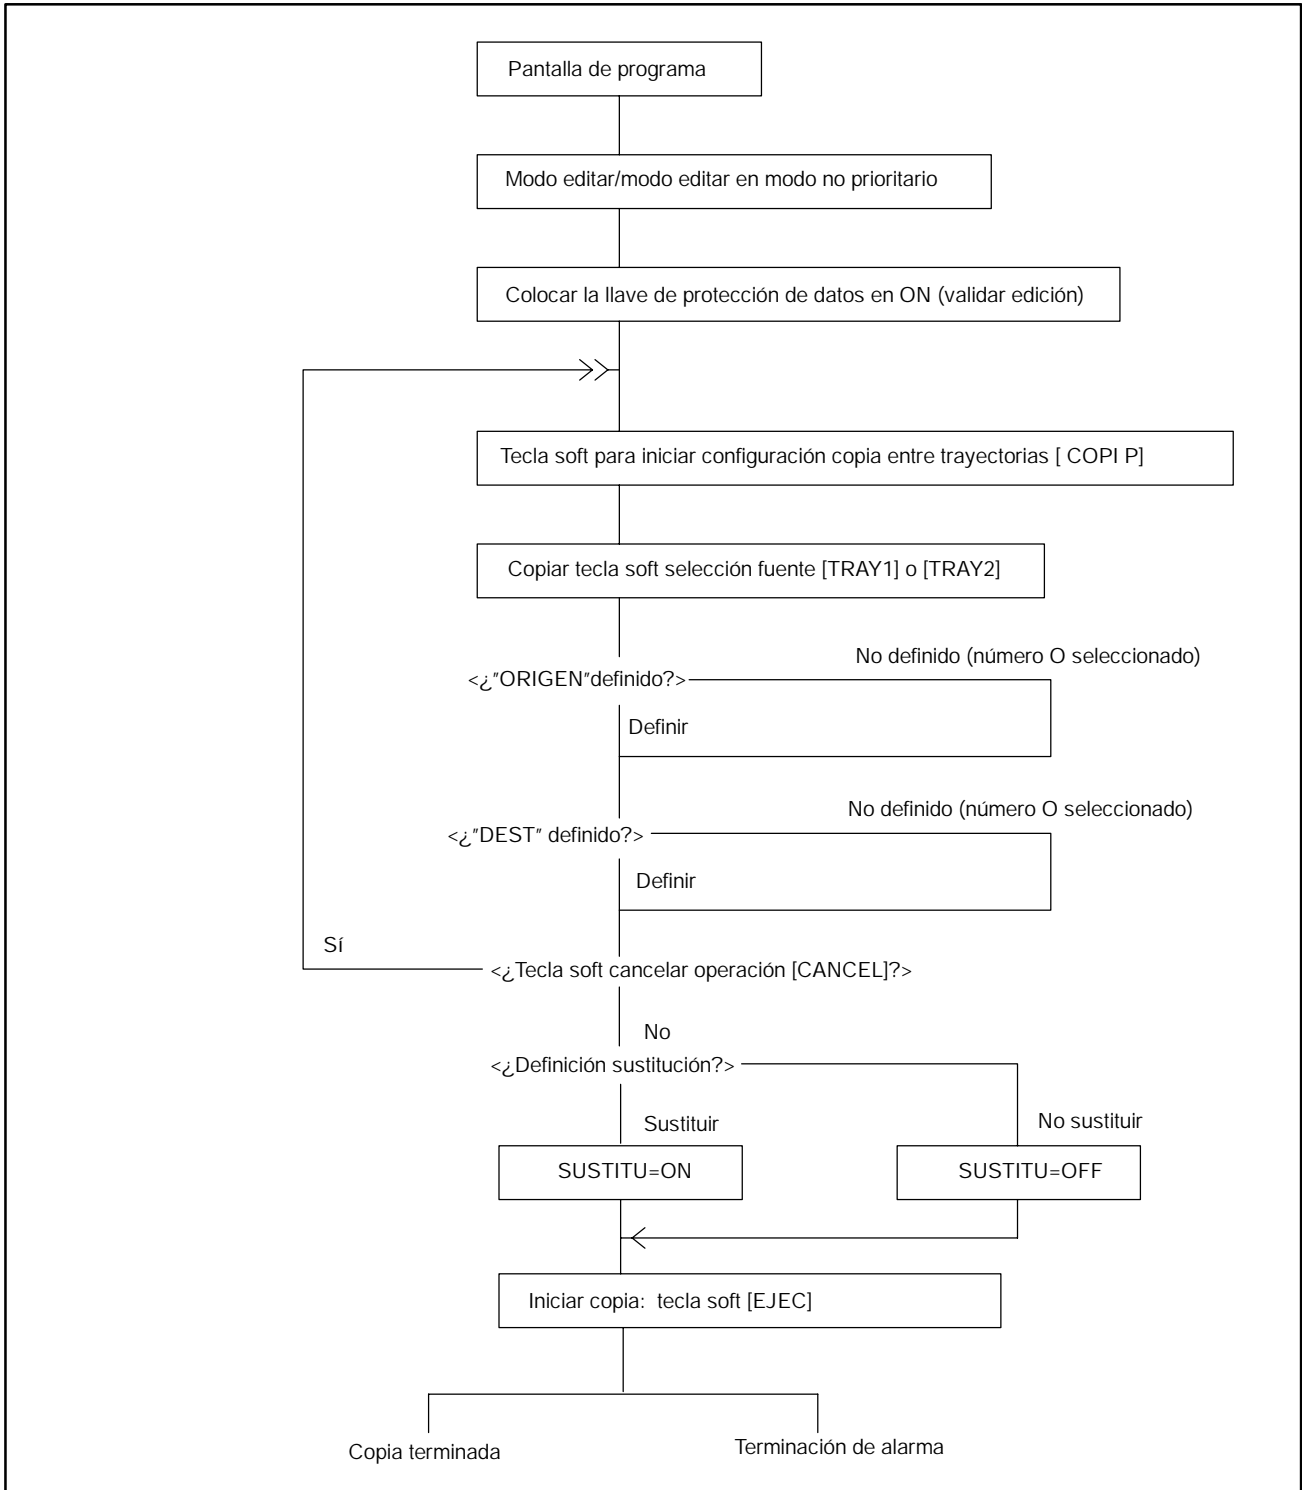 Pantalla de programa
Modo editar/modo editar en modo no prioritario
Colocar la llave de protección de datos en ON (validar edición)
Tecla soft para iniciar configuración copia entre trayectorias [ COPI P]
Copiar tecla soft selección fuente [TRAY1] o [TRAY2]
No definido (número O seleccionado)
<¿"ORIGEN"definido?>
Definir
No definido (número O seleccionado)
<¿"DEST" definido?>
Definir
Sí
<¿Tecla soft cancelar operación [CANCEL]?>
No
<¿Definición sustitución?>
Sustituir
No sustituir
SUSTITU=ON
SUSTITU=OFF
Iniciar copia: tecla soft [EJEC]
Copia terminada
Terminación de alarma